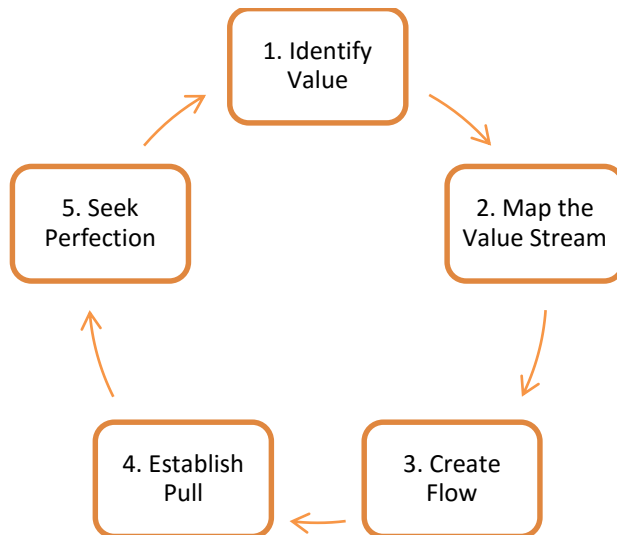 1. Identify
Value
2. Map the
Value Stream
3. Create
Flow
4. Establish
Pull
5. Seek
Perfection